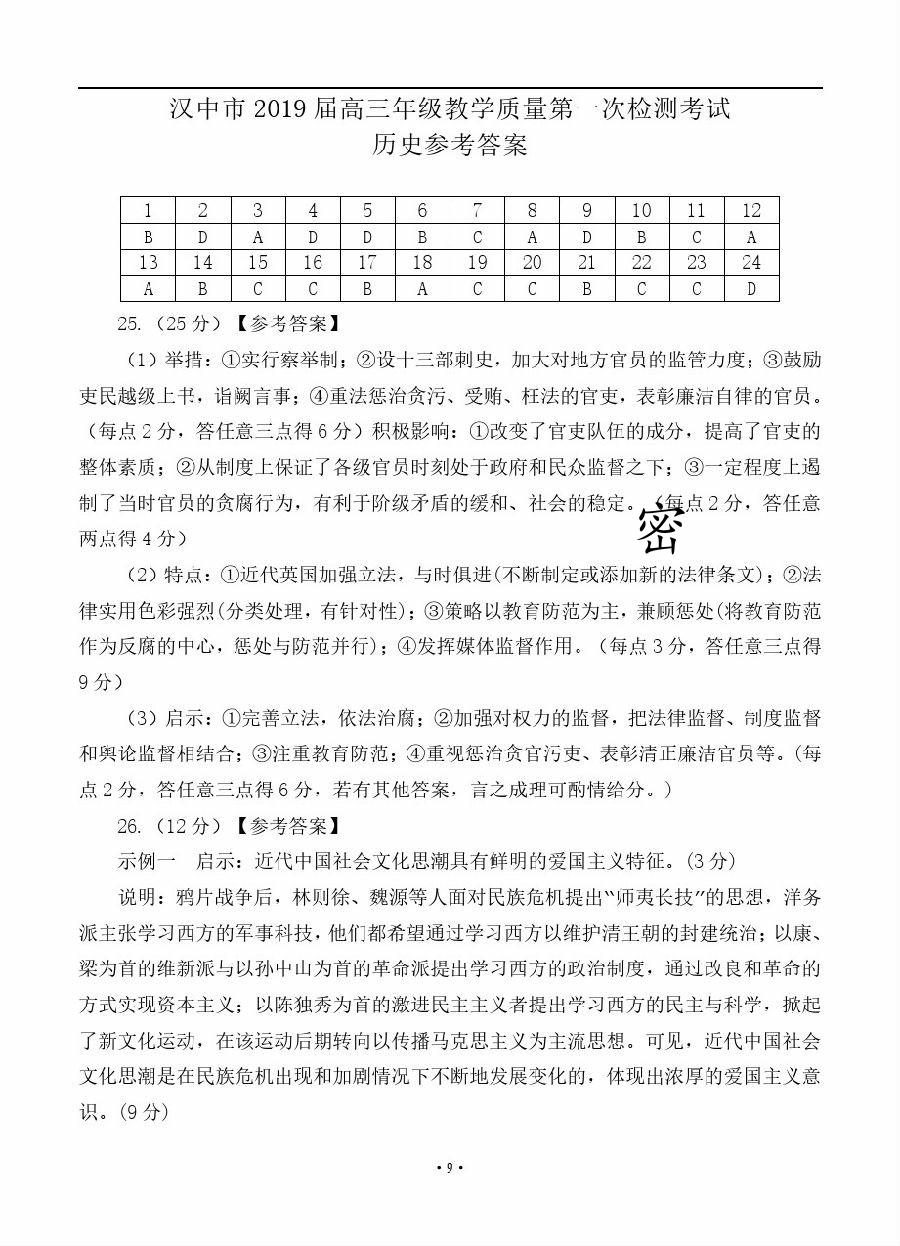 汉中市 2019 届高三年级教学质量第一次检测考试
历史参考答案
1 2 3 4 5 6 7 8 9 10 11 12
B D A D D B C A D B C A
13 14 15 16 17 18 19 20 21 22 23 24
A B C C B A C C B C C D
25.（25 分）【参考答案】
（1）举措：①实行察举制；②设十三部刺史，加大对地方官员的监管力度；③鼓励
吏民越级上书，诣阙言事；④重法惩治贪污、受贿、枉法的官吏，表彰廉洁自律的官员。
（每点 2 分，答任意三点得 6 分）积极影响：①改变了官吏队伍的成分，提高了官吏的
整体素质；②从制度上保证了各级官员时刻处于政府和民众监督之下；③一定程度上遏
制了当时官员的贪腐行为，有利于阶级矛盾的缓和、社会的稳定。（每点 2 分，答任意
密
两点得 4 分）
（2）特点：①近代英国加强立法，与时俱进(不断制定或添加新的法律条文)；②法
律实用色彩强烈(分类处理，有针对性)；③策略以教育防范为主，兼顾惩处(将教育防范
作为反腐的中心，惩处与防范并行)；④发挥媒体监督作用。（每点 3 分，答任意三点得
9 分）
（3）启示：①完善立法，依法治腐；②加强对权力的监督，把法律监督、制度监督
和舆论监督相结合；③注重教育防范；④重视惩治贪官污吏、表彰清正廉洁官员等。(每
点 2 分，答任意三点得 6 分，若有其他答案，言之成理可酌情给分。)
26.（12 分）【参考答案】
示例一 启示：近代中国社会文化思潮具有鲜明的爱国主义特征。(3 分)
说明：鸦片战争后，林则徐、魏源等人面对民族危机提出“师夷长技”的思想，洋务
派主张学习西方的军事科技，他们都希望通过学习西方以维护清王朝的封建统治；以康、
梁为首的维新派与以孙中山为首的革命派提出学习西方的政治制度，通过改良和革命的
方式实现资本主义；以陈独秀为首的激进民主主义者提出学习西方的民主与科学，掀起
了新文化运动，在该运动后期转向以传播马克思主义为主流思想。可见，近代中国社会
文化思潮是在民族危机出现和加剧情况下不断地发展变化的，体现出浓厚的爱国主义意
识。(9 分)
·9·